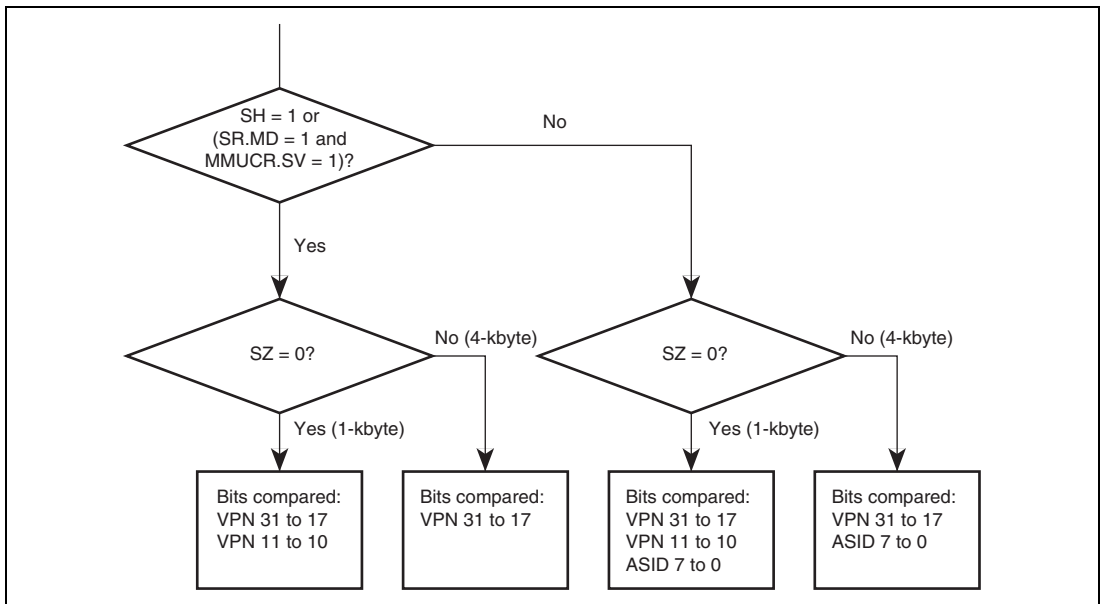 SH = 1 or
(SR.MD = 1 and
MMUCR.SV = 1)?
No
Yes
SZ = 0?
No (4-kbyte)
SZ = 0?
No (4-kbyte)
Yes (1-kbyte)
Yes (1-kbyte)
Bits compared:
VPN 31 to 17
VPN 11 to 10
Bits compared:
VPN 31 to 17
Bits compared:
VPN 31 to 17
VPN 11 to 10
ASID 7 to 0
Bits compared:
VPN 31 to 17
ASID 7 to 0